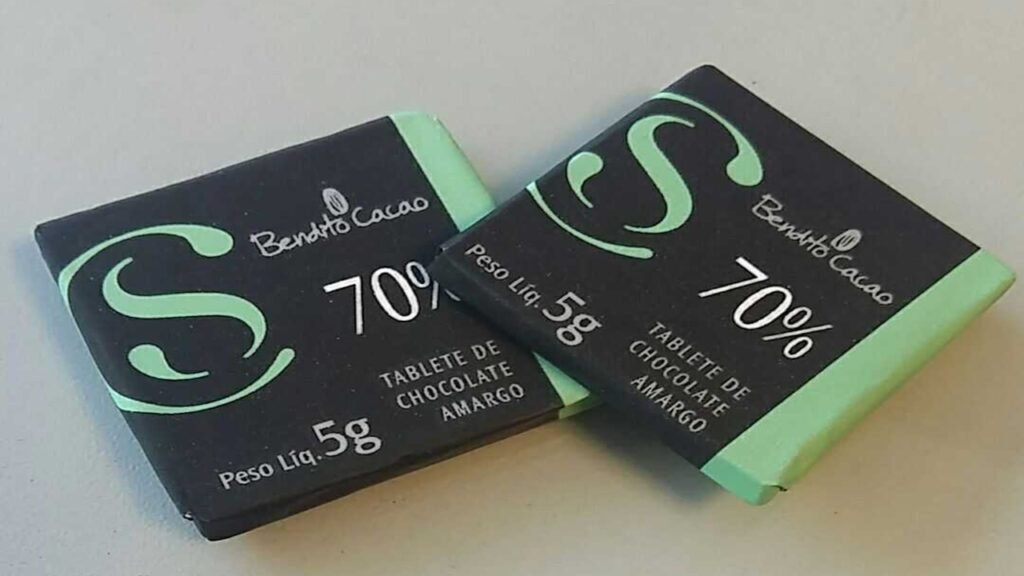 Bendito Cacao
70%
TABLETE DE
CHOCOLATE
AMARGO
Peso Líq. 5g
Bendito Cacao
70%
Peso Líq. 5g
TABLETE DE
CHOCOLATE
AMARGO